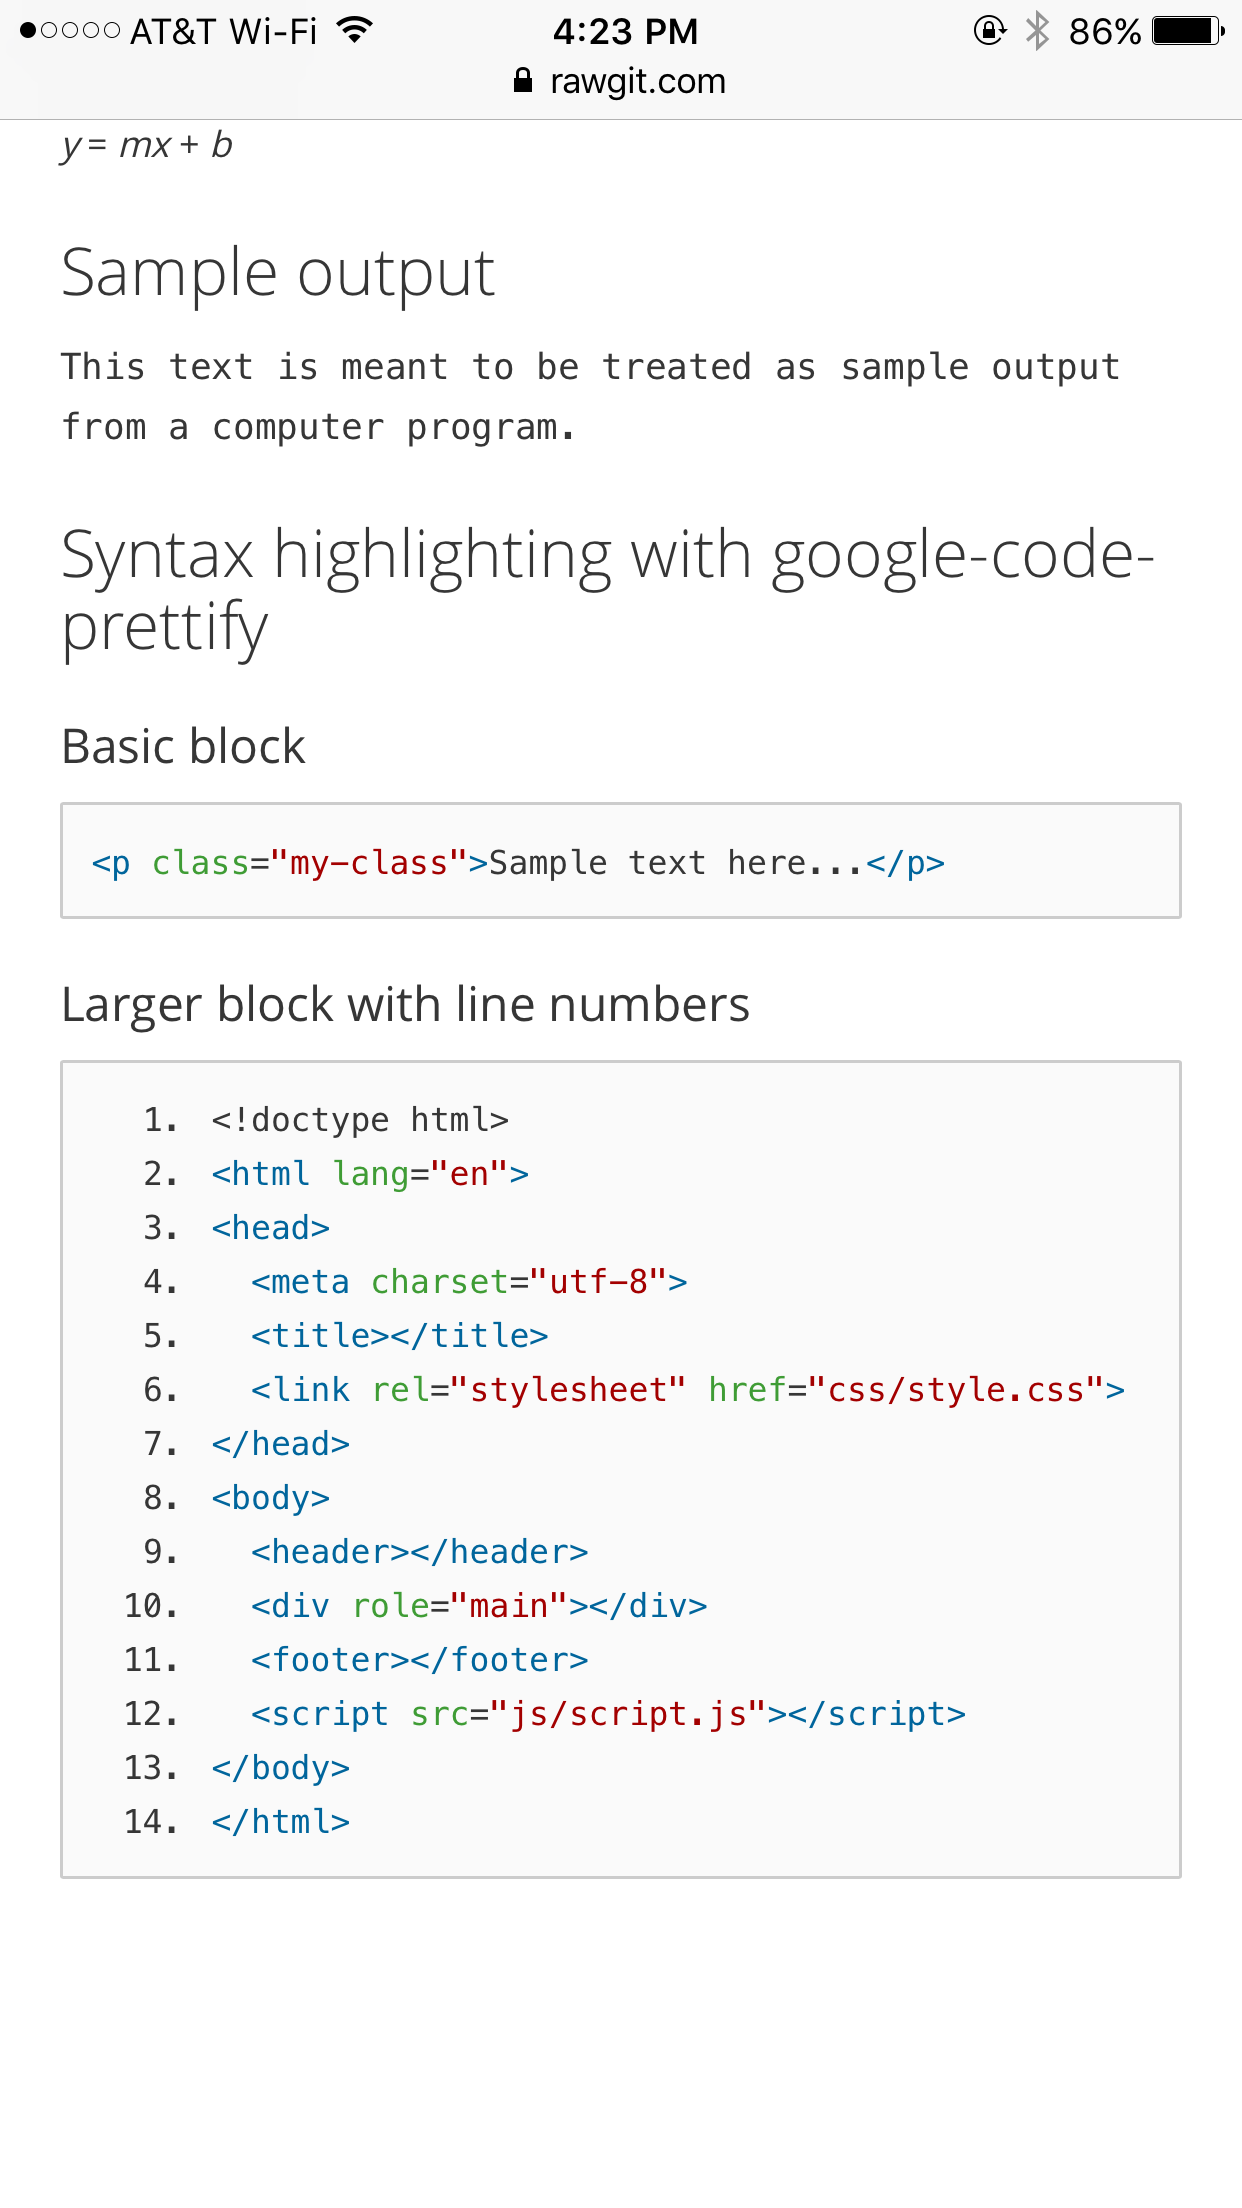 AT&T Wi-Fi 4:23 PM 86%
rawgit.com
y = mx + b
Sample output
This text is meant to be treated as sample output
from a computer program.
Syntax highlighting with google-code-
prettify
Basic block
<p class="my-class">Sample text here...</p>
Larger block with line numbers
1. <!doctype html>
2. <html lang="en">
3. <head>
4.   <meta charset="utf-8">
5.   <title></title>
6.   <link rel="stylesheet" href="css/style.css">
7. </head>
8. <body>
9.   <header></header>
10.   <div role="main"></div>
11.   <footer></footer>
12.   <script src="js/script.js"></script>
13. </body>
14. </html>